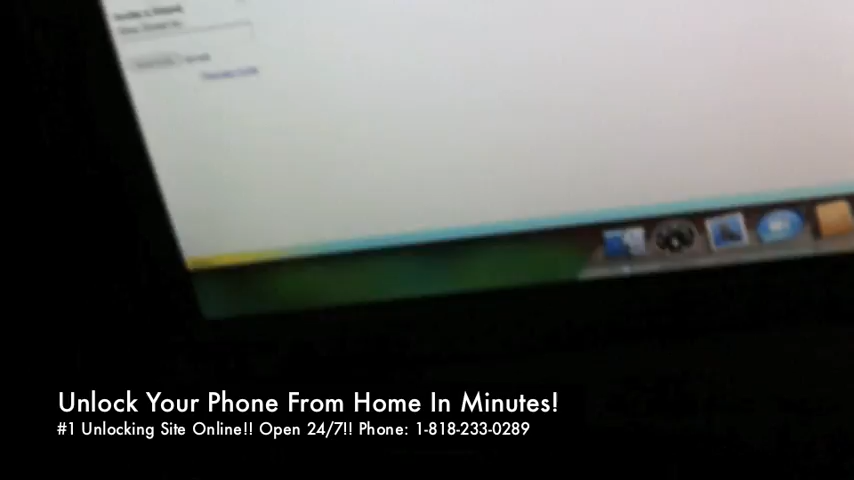 Unlock Your Phone From Home In Minutes!
#1 Unlocking Site Online!! Open 24/7!! Phone: 1-818-233-0289